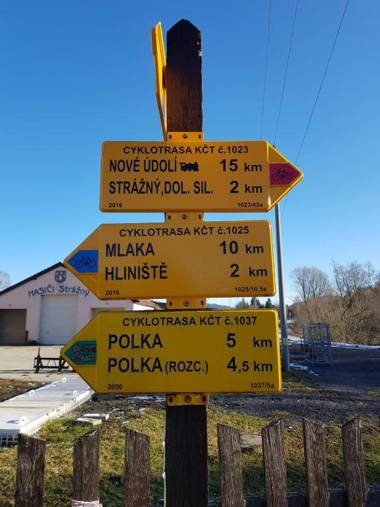 CYKLOTRASA KČT č.1023
NOVÉ ÚDOLÍ 15 km
STRÁŽNÝ,DOL. SIL. 2 km
2016 1023/43a
CYKLOTRASA KČT č.1025
MLAKA 10 km
HLINIŠTĚ 2 km
2016 1025/10,5s
CYKLOTRASA KČT č.1037
POLKA 5 km
POLKA (ROZC.) 4,5 km
2000 1037/5a
HASIČI Strážný